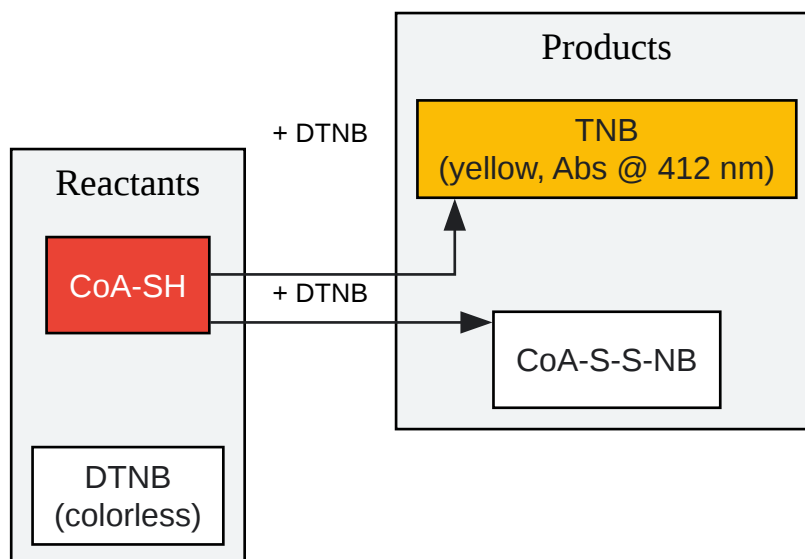 Reactants
CoA-SH
DTNB
(colorless)
+ DTNB
+ DTNB
Products
TNB
(yellow, Abs @ 412 nm)
CoA-S-S-NB